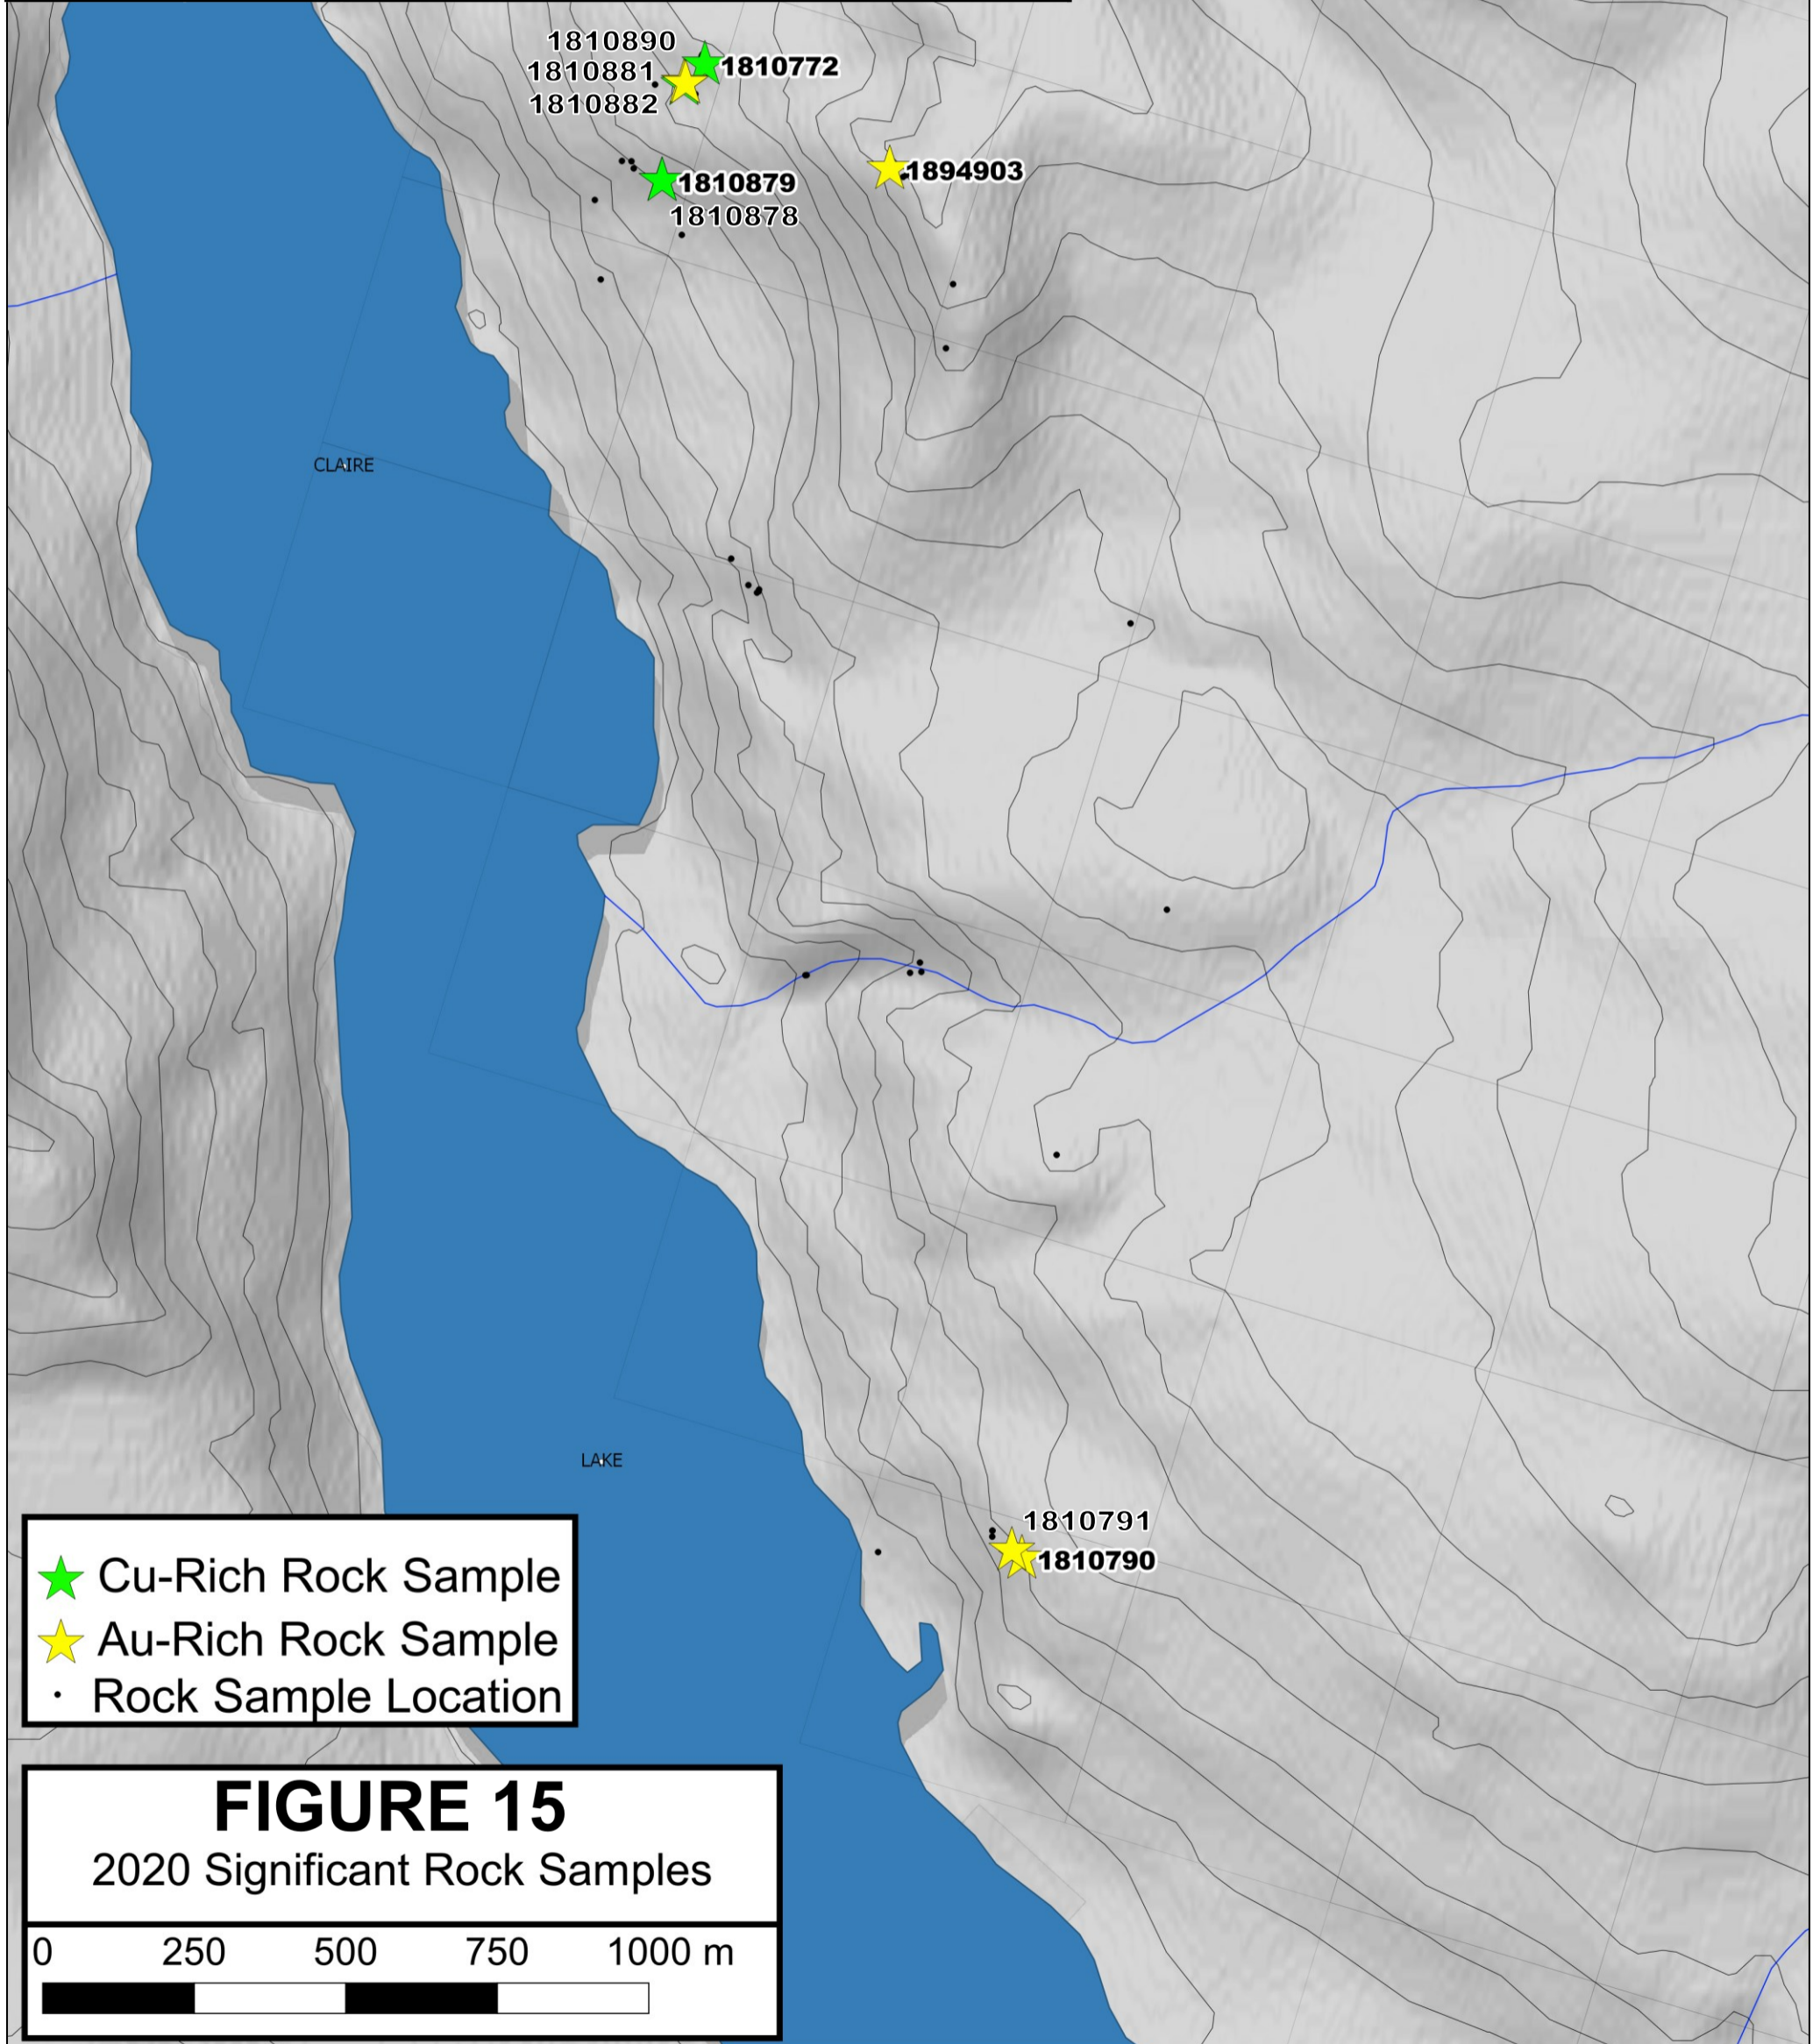 1810890
1810772
1810881
1810882
1894903
1810879
1810878
CLAIRE
LAKE
1810791
1810790
Cu-Rich Rock Sample
Au-Rich Rock Sample
Rock Sample Location
FIGURE 15
2020 Significant Rock Samples
0 250 500 750 1000 m